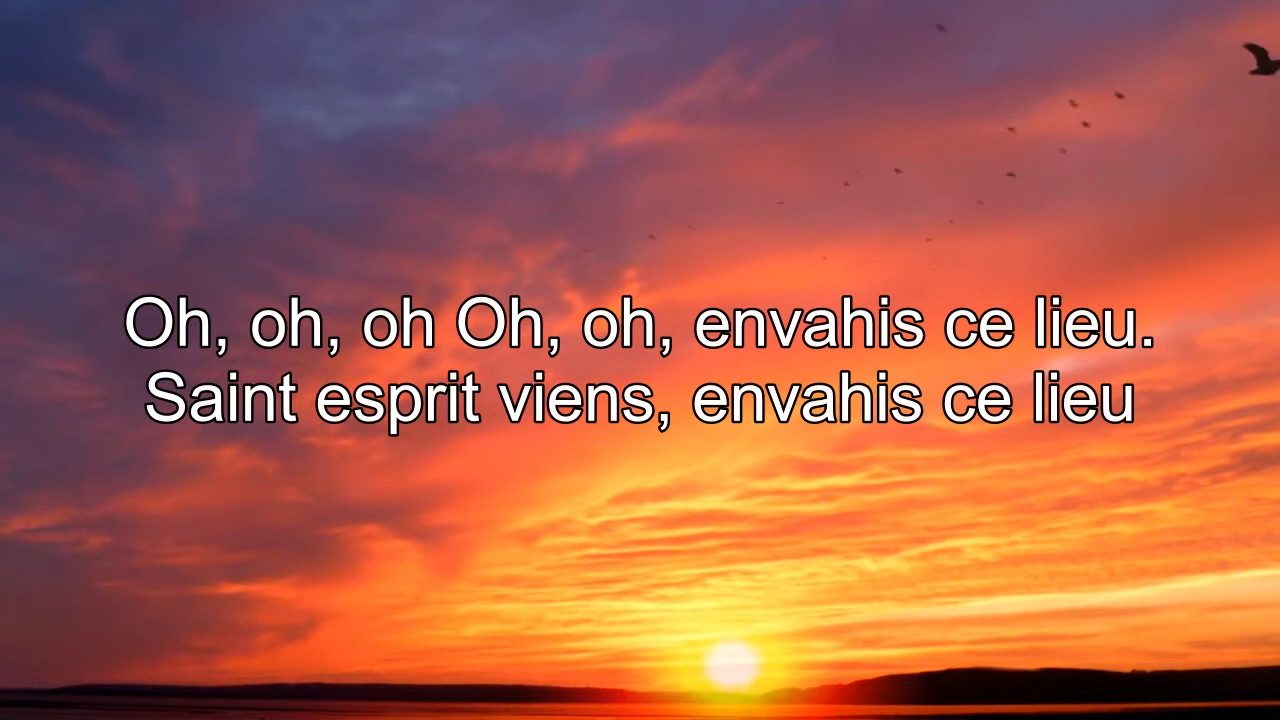 Oh, oh, oh Oh, oh, envahis ce lieu.
Saint esprit viens, envahis ce lieu